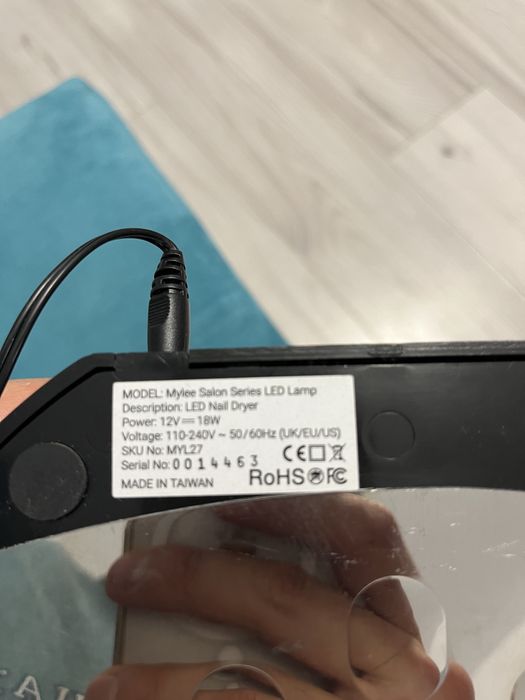 MODEL: Mylee Salon Series LED Lamp
Description: LED Nail Dryer
Power: 12V⎓18W
Voltage: 110-240V ~ 50/60Hz (UK/EU/US)
SKU No: MYL27
Serial No: 0014463
MADE IN TAIWAN
CE
RoHS FC